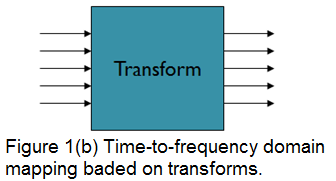 Transform
Figure 1(b) Time-to-frequency domain
mapping baded on transforms.